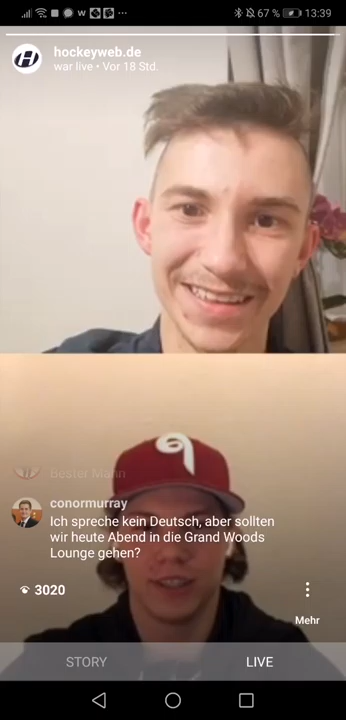 w
67 %
13:39
hockeyweb.de
war live • Vor 18 Std.
Bester Mann
conormurray
Ich spreche kein Deutsch, aber sollten
wir heute Abend in die Grand Woods
Lounge gehen?
3020
Mehr
STORY
LIVE